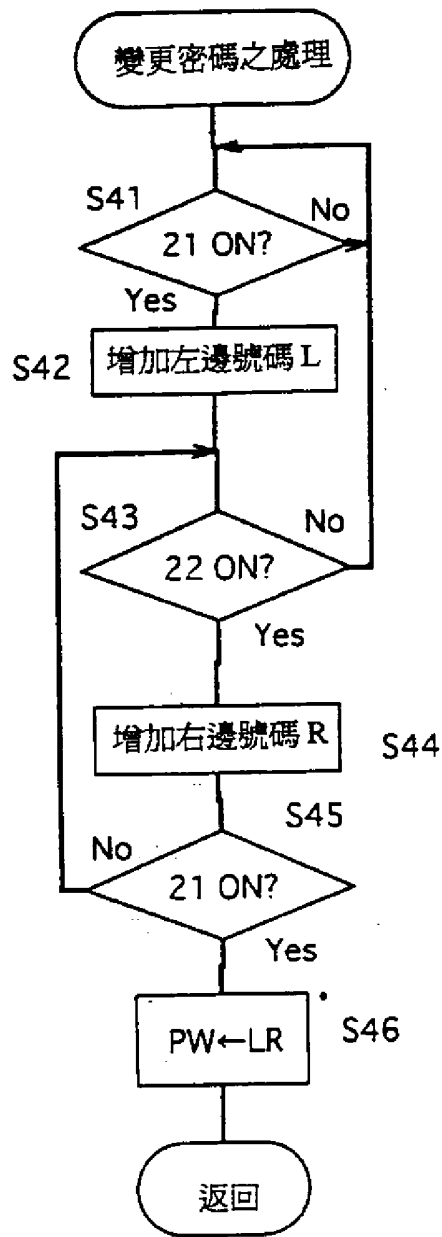 變更密碼之處理
S41
No
21 ON?
Yes
S42
增加左邊號碼 L
S43
No
22 ON?
Yes
增加右邊號碼 R
S44
S45
No
21 ON?
Yes
PW←LR
S46
返回